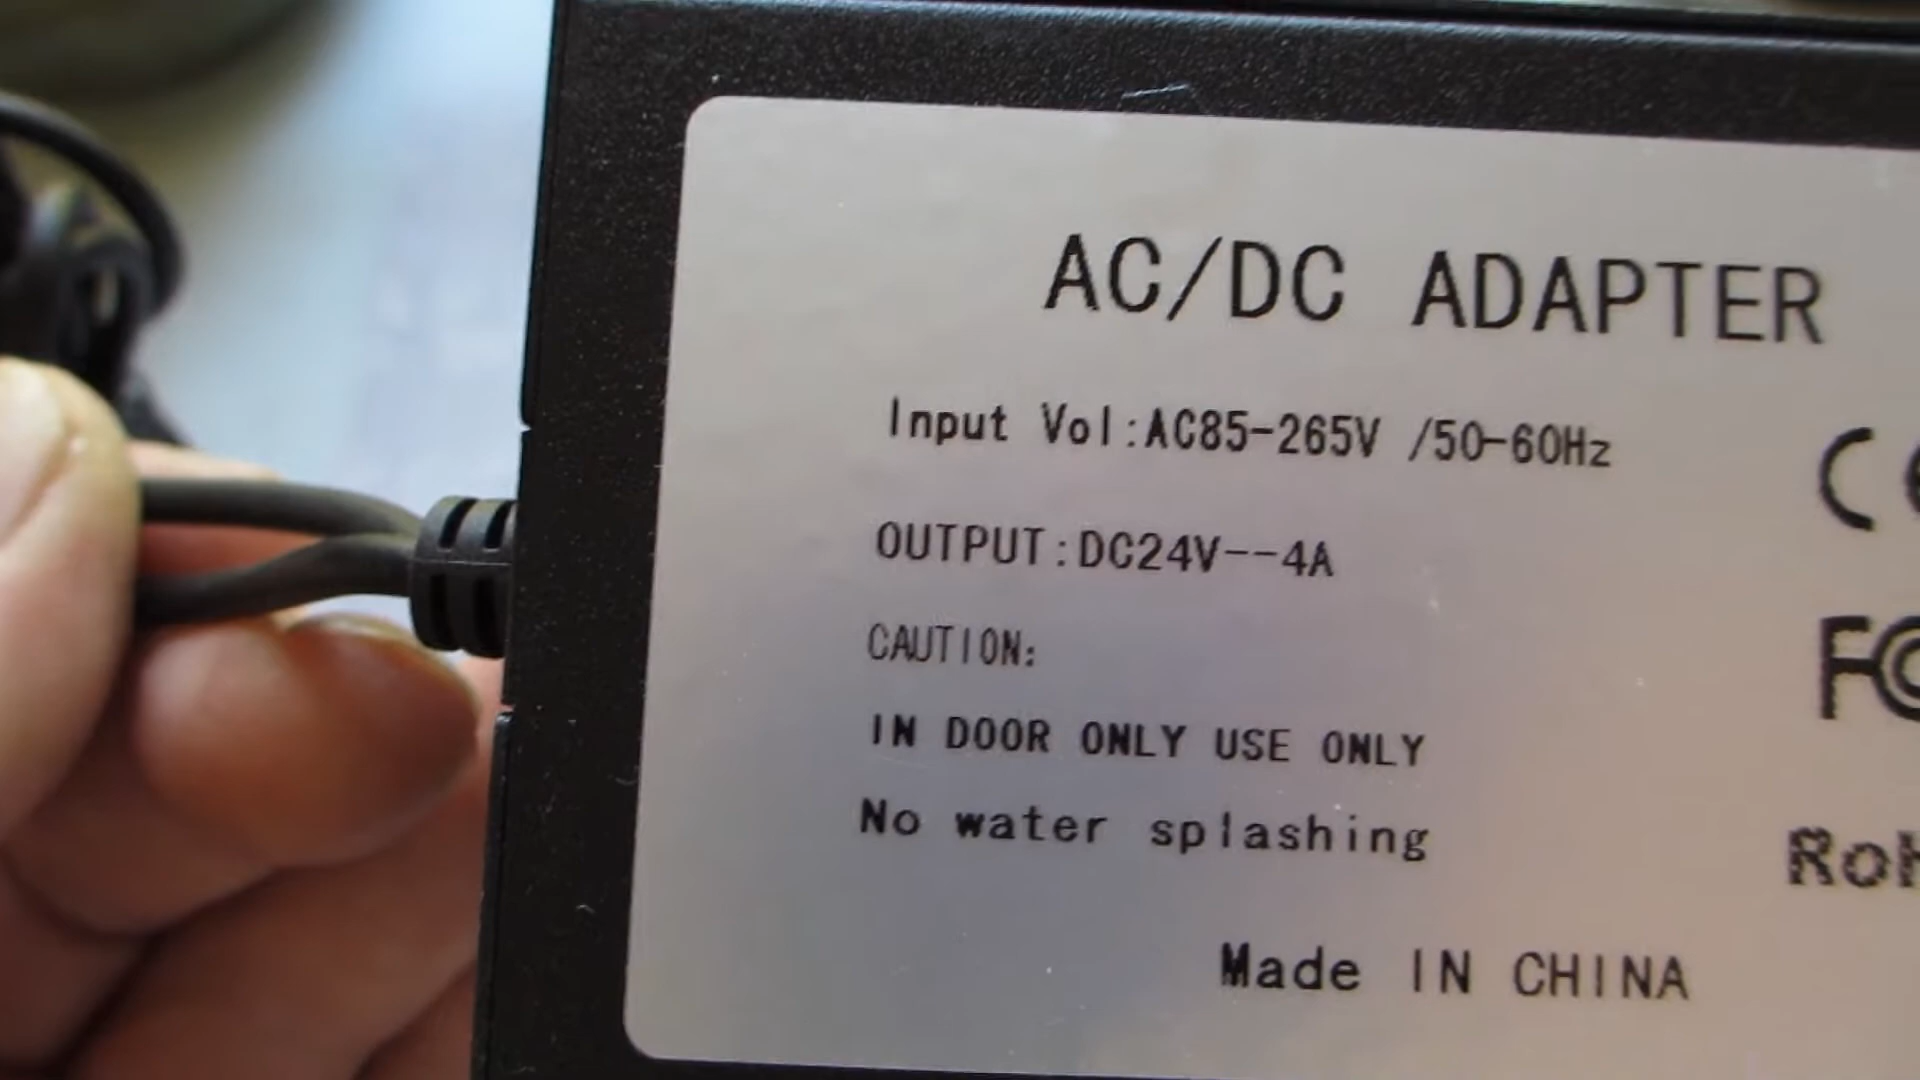 AC/DC ADAPTER
Input Vol:AC85-265V /50-60Hz
OUTPUT:DC24V--4A
CAUTION:
IN DOOR ONLY USE ONLY
No water splashing
Made IN CHINA